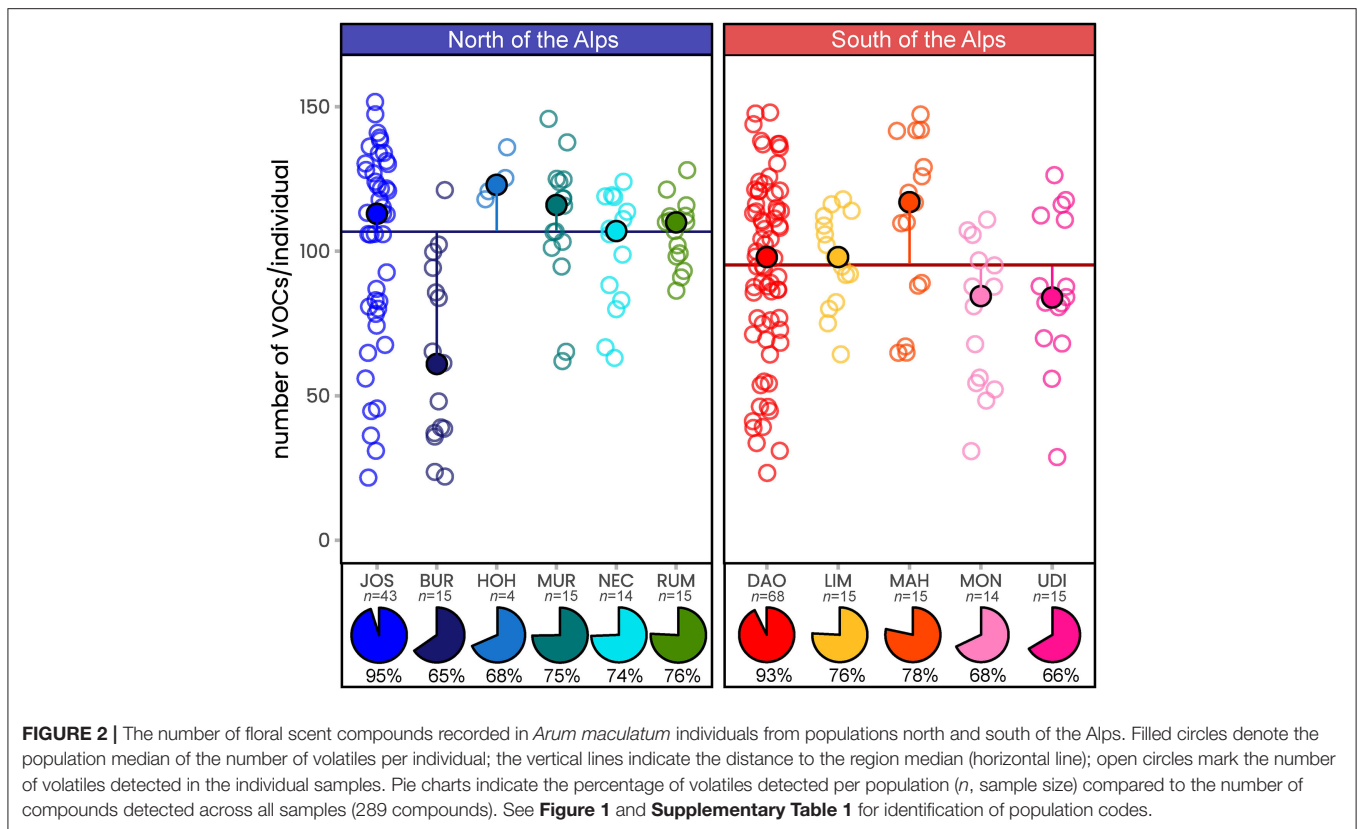 North of the Alps
South of the Alps
number of VOCs/individual
150
100
50
0
JOS BUR HOH MUR NEC RUM
n=43 n=15 n=4 n=15 n=14 n=15
95% 65% 68% 75% 74% 76%
DAO LIM MAH MON UDI
n=68 n=15 n=15 n=14 n=15
93% 76% 78% 68% 66%
FIGURE 2 | The number of floral scent compounds recorded in Arum maculatum individuals from populations north and south of the Alps. Filled circles denote the
population median of the number of volatiles per individual; the vertical lines indicate the distance to the region median (horizontal line); open circles mark the number
of volatiles detected in the individual samples. Pie charts indicate the percentage of volatiles detected per population (n, sample size) compared to the number of
compounds detected across all samples (289 compounds). See Figure 1 and Supplementary Table 1 for identification of population codes.